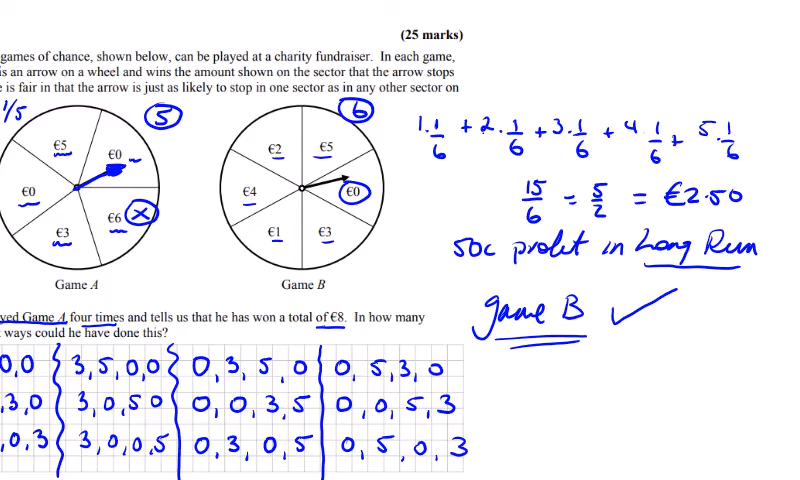 (25 marks)
games of chance, shown below, can be played at a charity fundraiser. In each game,
is an arrow on a wheel and wins the amount shown on the sector that the arrow stops
e is fair in that the arrow is just as likely to stop in one sector as in any other sector on
1/5
5
6
€5
€0
€0
€6
x
€3
€2
€5
€4
€0
€1
€3
Game A
Game B
1.1/6 + 2.1/6 + 3.1/6 + 4 1/6 + 5.1/6
15/6 = 5/2 = €2.50
50c profit in Long Run
game B ✓
yed Game A four times and tells us that he has won a total of €8. In how many
t ways could he have done this?
0,0 3,5,0,0 0,3,5,0 0,5,3,0
,3,0 3,0,50 0,0,3,5 0,0,5,3
,0,3 3,0,0,5 0,3,0,5 0,5,0,3